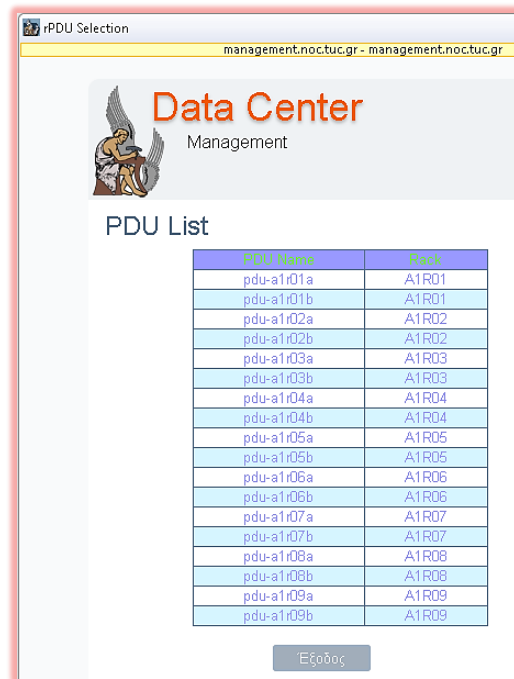 rPDU Selection
management.noc.tuc.gr - management.noc.tuc.gr
Data Center
Management
PDU List
PDU Name Rack
pdu-a1r01a A1R01
pdu-a1r01b A1R01
pdu-a1r02a A1R02
pdu-a1r02b A1R02
pdu-a1r03a A1R03
pdu-a1r03b A1R03
pdu-a1r04a A1R04
pdu-a1r04b A1R04
pdu-a1r05a A1R05
pdu-a1r05b A1R05
pdu-a1r06a A1R06
pdu-a1r06b A1R06
pdu-a1r07a A1R07
pdu-a1r07b A1R07
pdu-a1r08a A1R08
pdu-a1r08b A1R08
pdu-a1r09a A1R09
pdu-a1r09b A1R09
Έξοδος